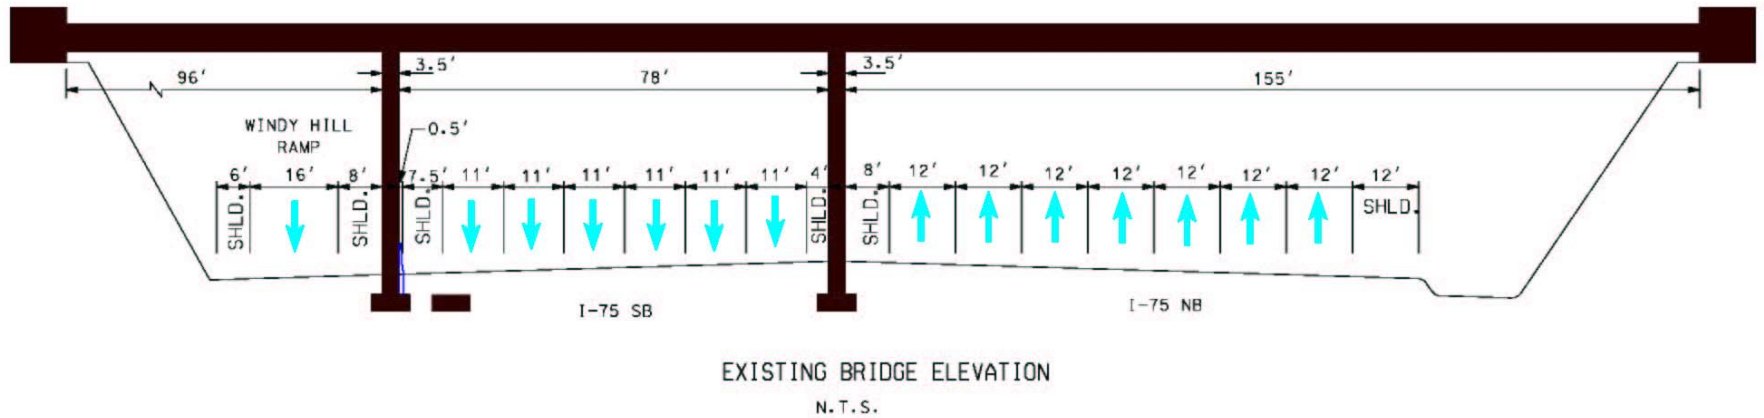 3.5' 3.5'
96' 78' 155'
WINDY HILL
RAMP
0.5'
6' 16' 8' 7.5' 11' 11' 11' 11' 11' 11' 4' 8' 12' 12' 12' 12' 12' 12' 12' 12'
SHLD. SHLD. SHLD. SHLD. SHLD. SHLD.
I-75 SB I-75 NB
EXISTING BRIDGE ELEVATION
N.T.S.